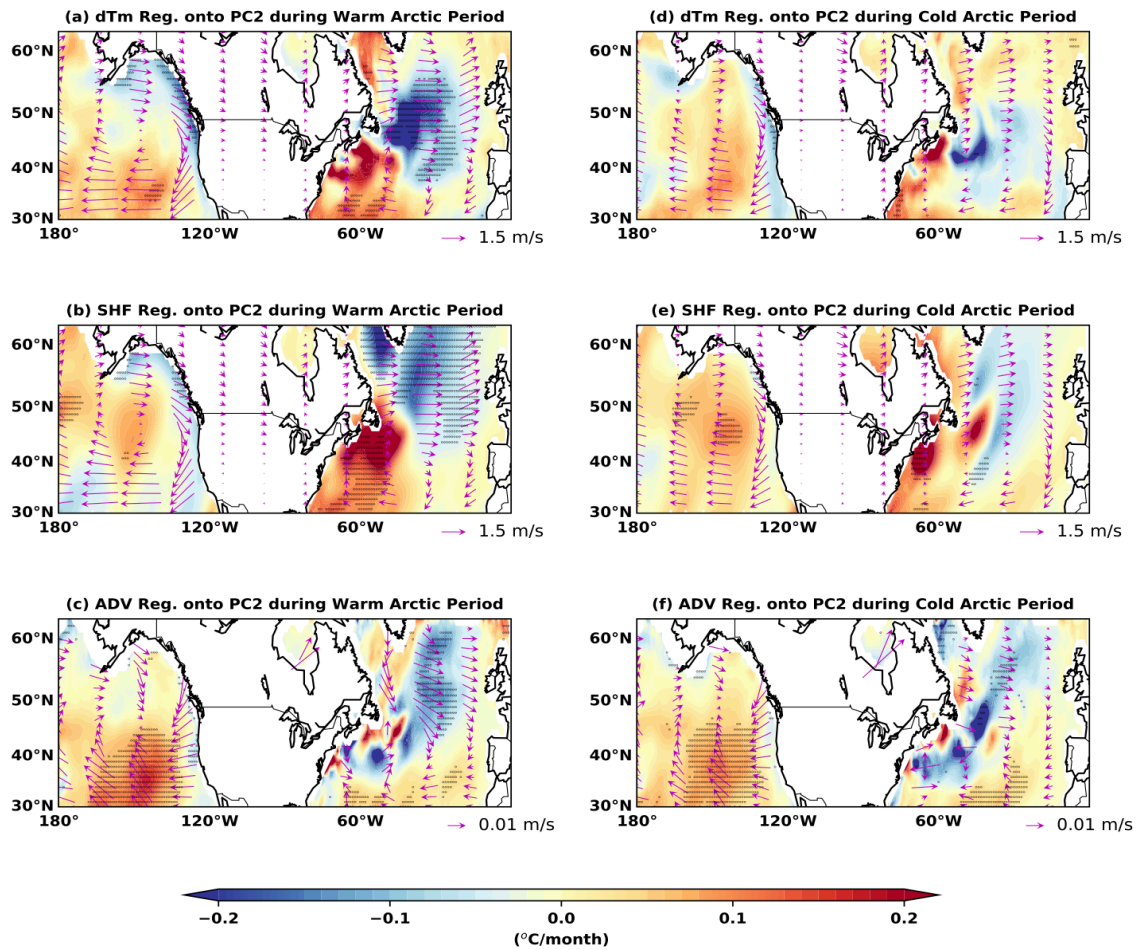 (a) dTm Reg. onto PC2 during Warm Arctic Period
60°N
50°N
40°N
30°N
180°
120°W
60°W
1.5 m/s
(d) dTm Reg. onto PC2 during Cold Arctic Period
60°N
50°N
40°N
30°N
180°
120°W
60°W
1.5 m/s
(b) SHF Reg. onto PC2 during Warm Arctic Period
60°N
50°N
40°N
30°N
180°
120°W
60°W
1.5 m/s
(e) SHF Reg. onto PC2 during Cold Arctic Period
60°N
50°N
40°N
30°N
180°
120°W
60°W
1.5 m/s
(c) ADV Reg. onto PC2 during Warm Arctic Period
60°N
50°N
40°N
30°N
180°
120°W
60°W
0.01 m/s
(f) ADV Reg. onto PC2 during Cold Arctic Period
60°N
50°N
40°N
30°N
180°
120°W
60°W
0.01 m/s
−0.2 −0.1 0.0 0.1 0.2
(°C/month)